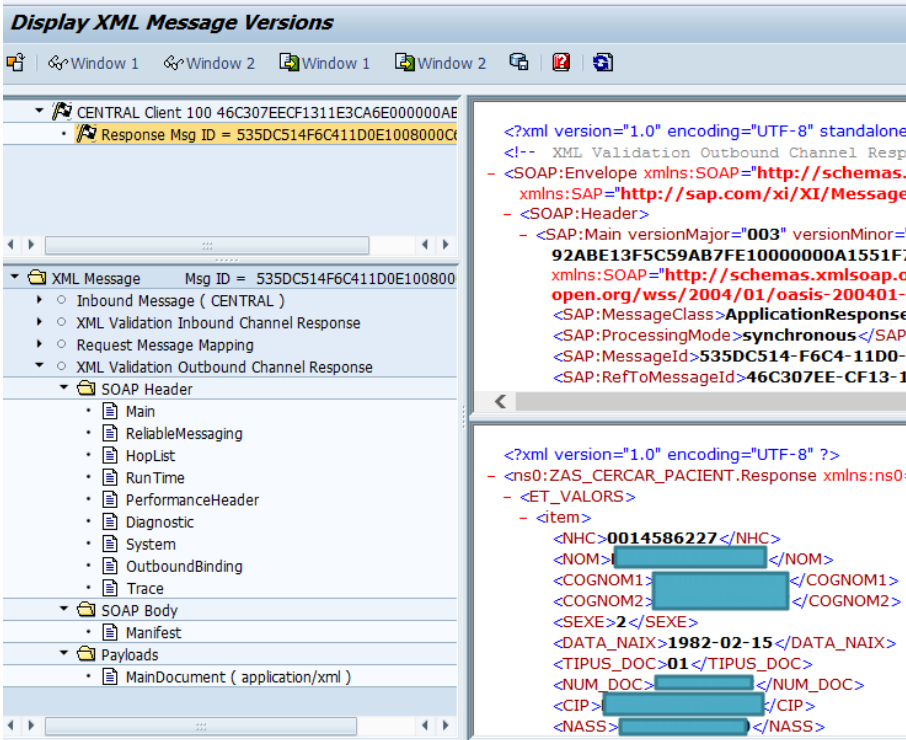 Display XML Message Versions
Window 1 Window 2 Window 1 Window 2
CENTRAL Client 100 46C307EECF1311E3CA6E000000AE
Response Msg ID = 535DC514F6C411D0E1008000C6
XML Message Msg ID = 535DC514F6C411D0E100800
Inbound Message ( CENTRAL )
XML Validation Inbound Channel Response
Request Message Mapping
XML Validation Outbound Channel Response
SOAP Header
Main
ReliableMessaging
HopList
RunTime
PerformanceHeader
Diagnostic
System
OutboundBinding
Trace
SOAP Body
Manifest
Payloads
MainDocument ( application/xml )
<?xml version="1.0" encoding="UTF-8" standalone
<!-- XML Validation Outbound Channel Resp
- <SOAP:Envelope xmlns:SOAP="http://schemas.
xmlns:SAP="http://sap.com/xi/XI/Message
- <SOAP:Header>
- <SAP:Main versionMajor="003" versionMinor="
92ABE13F5C59AB7FE10000000A1551F7
xmlns:SOAP="http://schemas.xmlsoap.o
open.org/wss/2004/01/oasis-200401-
<SAP:MessageClass>ApplicationResponse
<SAP:ProcessingMode>synchronous</SAP
<SAP:MessageId>535DC514-F6C4-11D0-
<SAP:RefToMessageId>46C307EE-CF13-1
<?xml version="1.0" encoding="UTF-8" ?>
- <ns0:ZAS_CERCAR_PACIENT.Response xmlns:ns0=
- <ET_VALORS>
- <item>
<NHC>0014586227</NHC>
<NOM> </NOM>
<COGNOM1> </COGNOM1>
<COGNOM2> </COGNOM2>
<SEXE>2</SEXE>
<DATA_NAIX>1982-02-15</DATA_NAIX>
<TIPUS_DOC>01</TIPUS_DOC>
<NUM_DOC> </NUM_DOC>
<CIP> </CIP>
<NASS> </NASS>